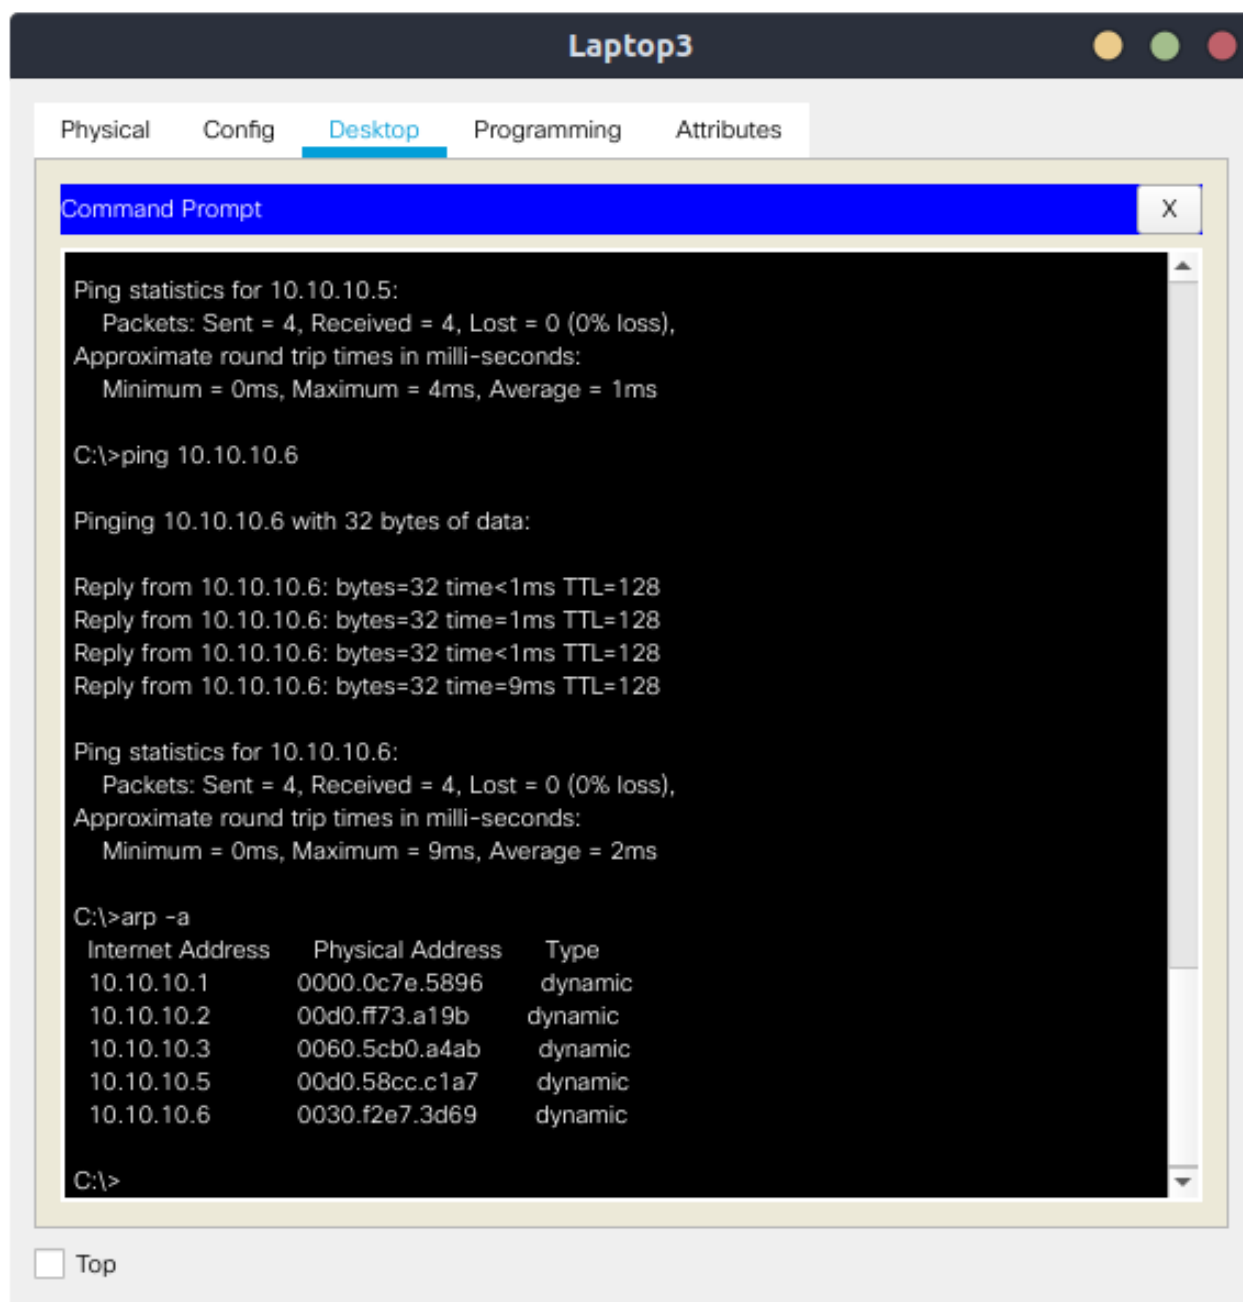 Laptop3
Physical Config Desktop Programming Attributes
Command Prompt X
Ping statistics for 10.10.10.5:
Packets: Sent = 4, Received = 4, Lost = 0 (0% loss),
Approximate round trip times in milli-seconds:
Minimum = 0ms, Maximum = 4ms, Average = 1ms
C:\>ping 10.10.10.6
Pinging 10.10.10.6 with 32 bytes of data:
Reply from 10.10.10.6: bytes=32 time<1ms TTL=128
Reply from 10.10.10.6: bytes=32 time=1ms TTL=128
Reply from 10.10.10.6: bytes=32 time<1ms TTL=128
Reply from 10.10.10.6: bytes=32 time=9ms TTL=128
Ping statistics for 10.10.10.6:
Packets: Sent = 4, Received = 4, Lost = 0 (0% loss),
Approximate round trip times in milli-seconds:
Minimum = 0ms, Maximum = 9ms, Average = 2ms
C:\>arp -a
Internet Address Physical Address Type
10.10.10.1 0000.0c7e.5896 dynamic
10.10.10.2 00d0.ff73.a19b dynamic
10.10.10.3 0060.5cb0.a4ab dynamic
10.10.10.5 00d0.58cc.c1a7 dynamic
10.10.10.6 0030.f2e7.3d69 dynamic
C:\>
Top